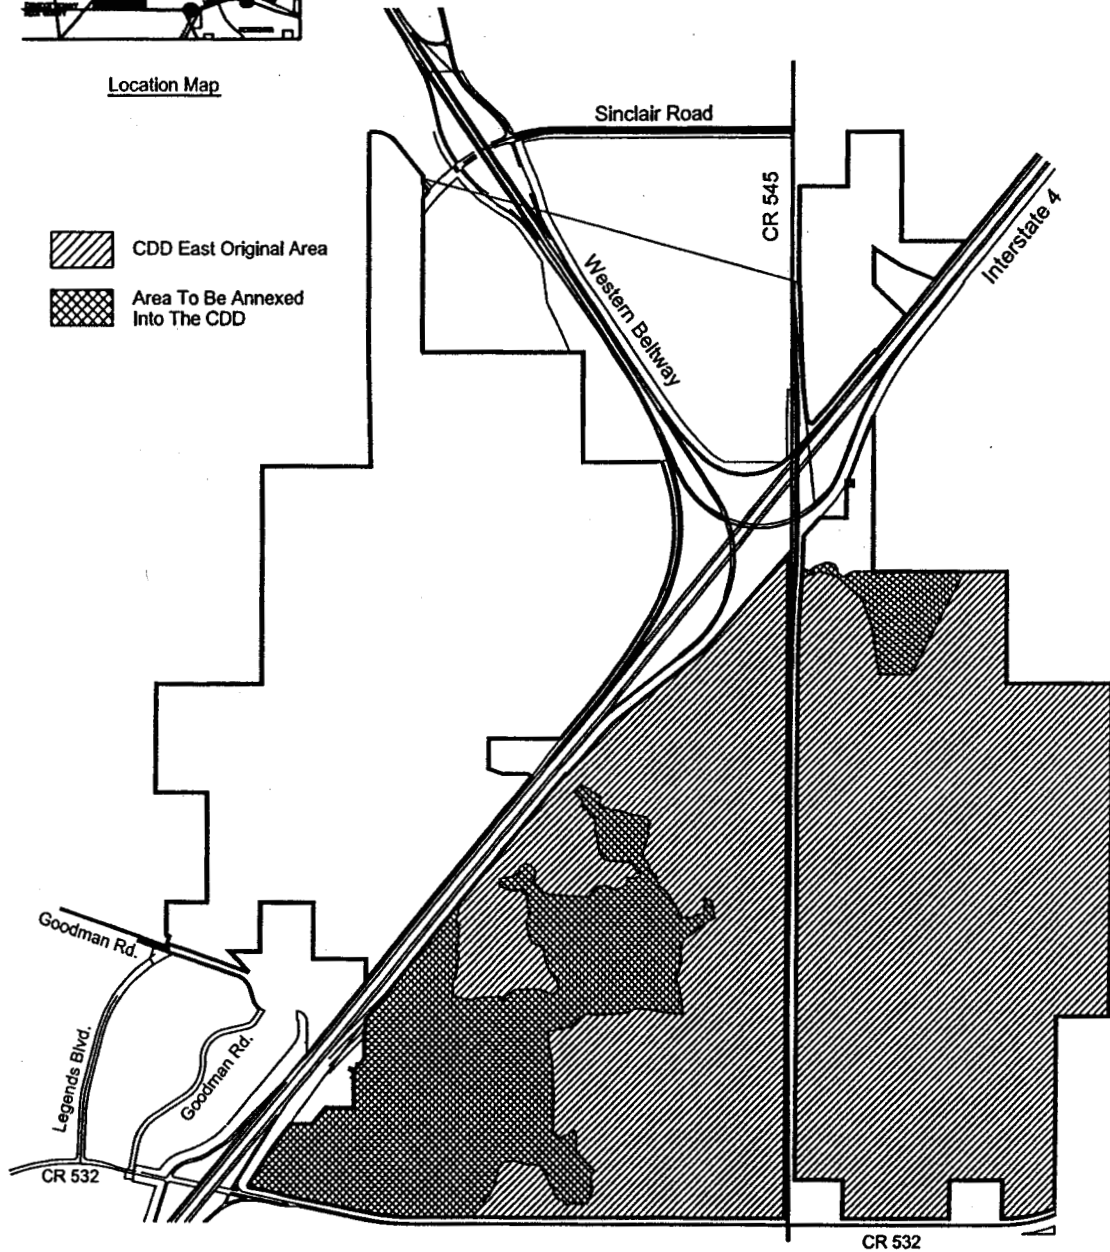 Location Map
Sinclair Road
CR 545
Interstate 4
CDD East Original Area
Area To Be Annexed
Into The CDD
Western Beltway
Goodman Rd.
Legends Blvd.
Goodman Rd.
CR 532
CR 532